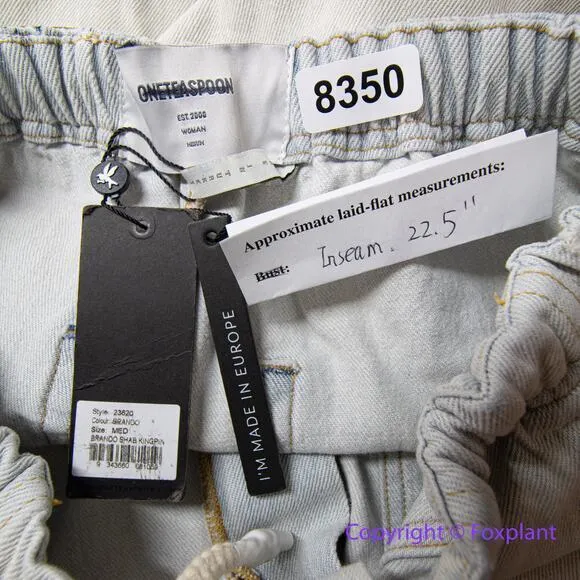 ONETEASPOON
EST. 2000
WOMAN
8350
Approximate laid-flat measurements:
Bust: Inseam. 22.5"
I'M MADE IN EUROPE
Style: 23620
Colour: BRANDO
Size: MED
BRANDO SHAB KINGPIN
Copyright © Foxplant